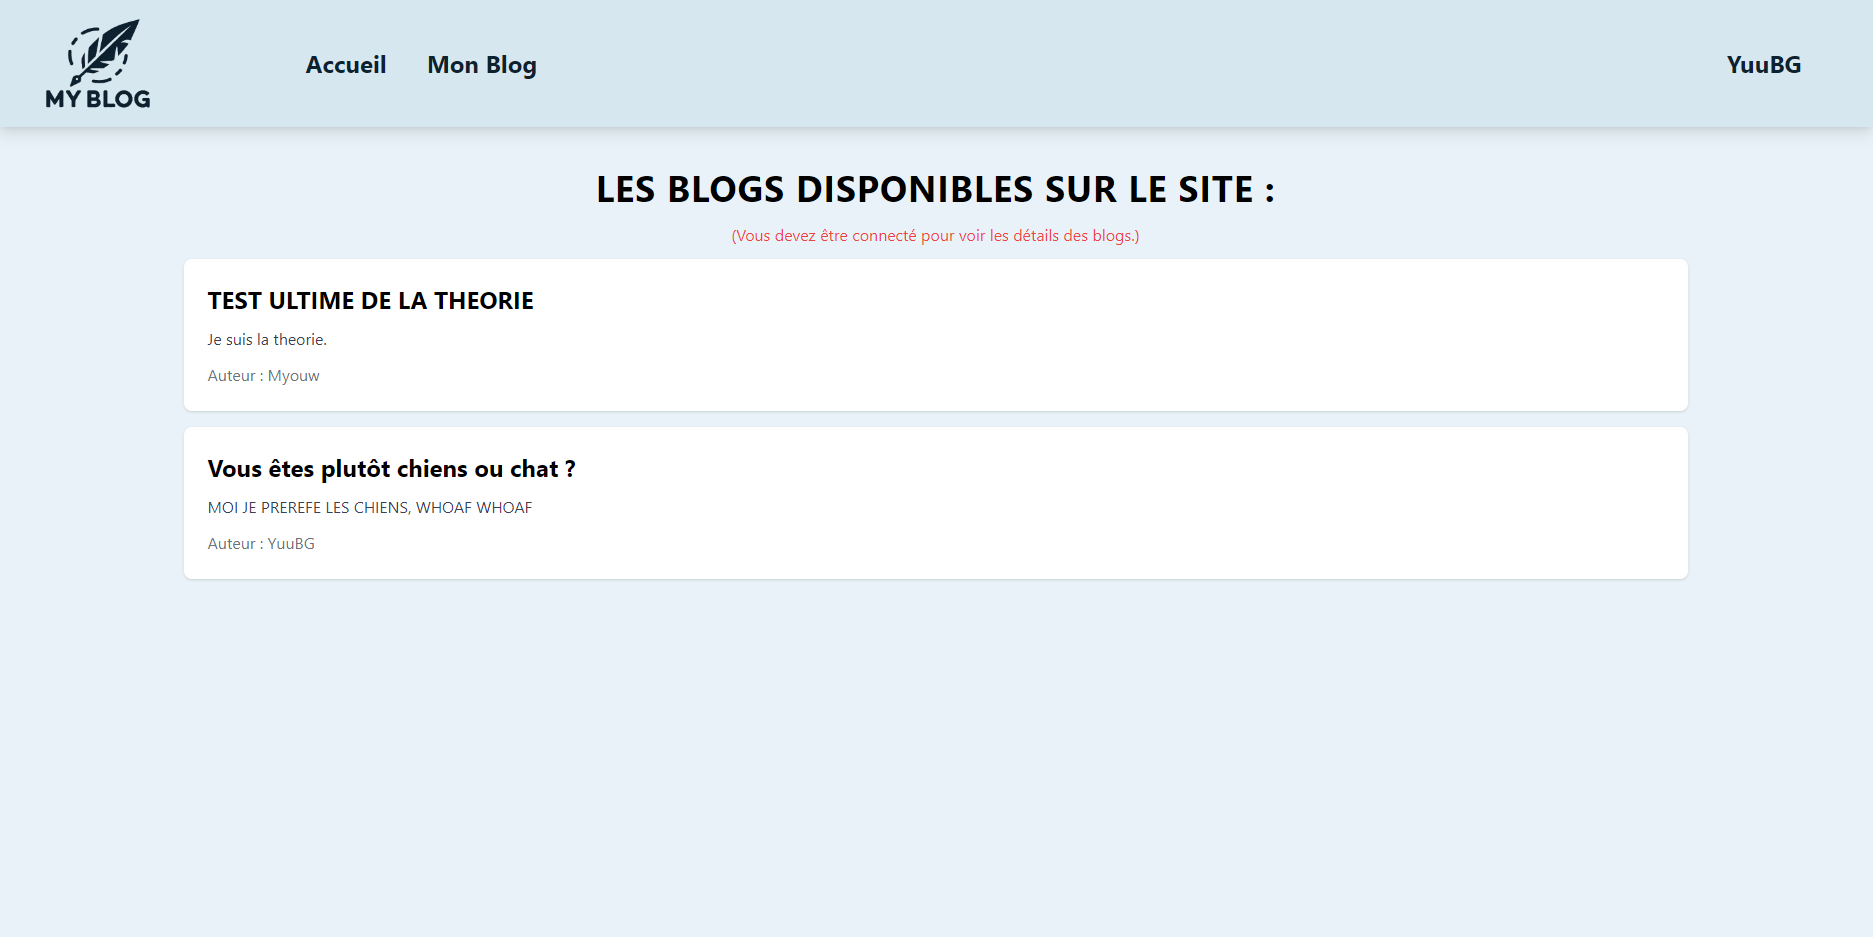 MY BLOG
Accueil
Mon Blog
YuuBG
LES BLOGS DISPONIBLES SUR LE SITE :
(Vous devez être connecté pour voir les détails des blogs.)
TEST ULTIME DE LA THEORIE
Je suis la theorie.
Auteur : Myouw
Vous êtes plutôt chiens ou chat ?
MOI JE PREREFE LES CHIENS, WHOAF WHOAF
Auteur : YuuBG